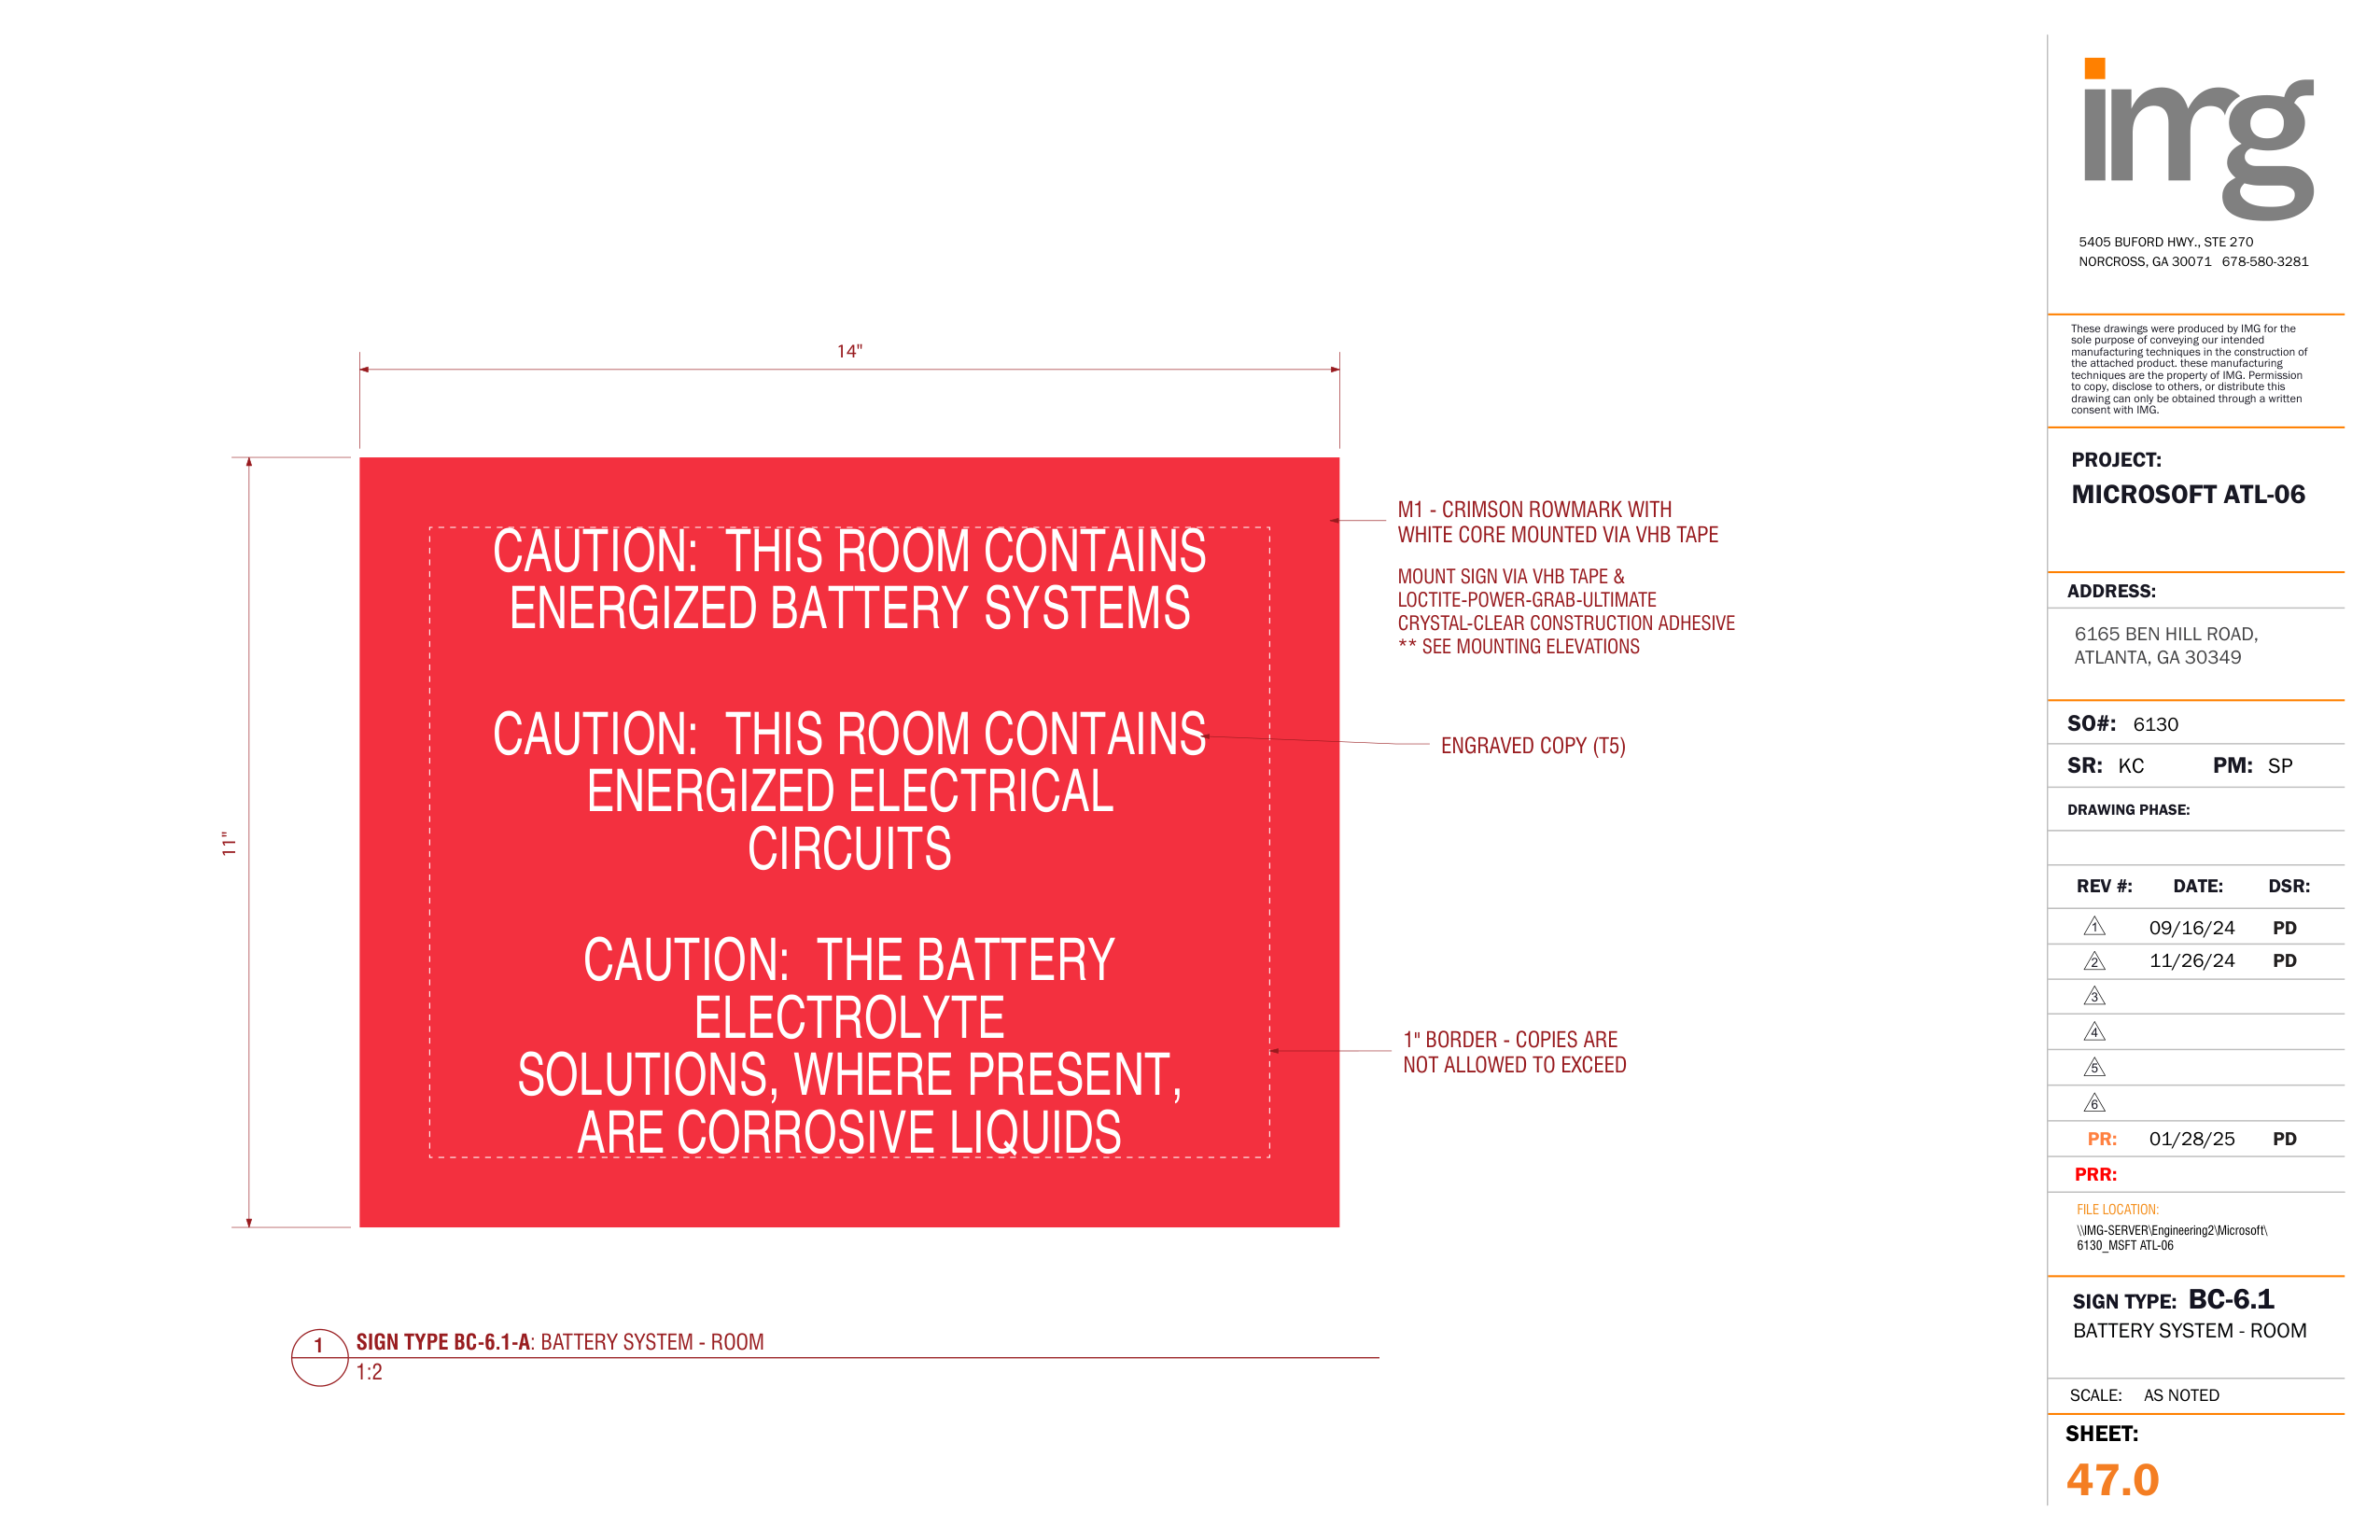 14"
11"
CAUTION:  THIS ROOM CONTAINS
ENERGIZED BATTERY SYSTEMS
CAUTION:  THIS ROOM CONTAINS
ENERGIZED ELECTRICAL
CIRCUITS
CAUTION:  THE BATTERY
ELECTROLYTE
SOLUTIONS, WHERE PRESENT,
ARE CORROSIVE LIQUIDS
M1 - CRIMSON ROWMARK WITH
WHITE CORE MOUNTED VIA VHB TAPE
MOUNT SIGN VIA VHB TAPE &
LOCTITE-POWER-GRAB-ULTIMATE
CRYSTAL-CLEAR CONSTRUCTION ADHESIVE
** SEE MOUNTING ELEVATIONS
ENGRAVED COPY (T5)
1" BORDER - COPIES ARE
NOT ALLOWED TO EXCEED
1 SIGN TYPE BC-6.1-A: BATTERY SYSTEM - ROOM
1:2
img
5405 BUFORD HWY., STE 270
NORCROSS, GA 30071  678-580-3281
These drawings were produced by IMG for the
sole purpose of conveying our intended
manufacturing techniques in the construction of
the attached product. these manufacturing
techniques are the property of IMG. Permission
to copy, disclose to others, or distribute this
drawing can only be obtained through a written
consent with IMG.
PROJECT:
MICROSOFT ATL-06
ADDRESS:
6165 BEN HILL ROAD,
ATLANTA, GA 30349
SO#: 6130
SR: KC PM: SP
DRAWING PHASE:
REV #: DATE: DSR:
1 09/16/24 PD
2 11/26/24 PD
3
4
5
6
PR: 01/28/25 PD
PRR:
FILE LOCATION:
\\IMG-SERVER\Engineering2\Microsoft\
6130_MSFT ATL-06
SIGN TYPE: BC-6.1
BATTERY SYSTEM - ROOM
SCALE: AS NOTED
SHEET:
47.0